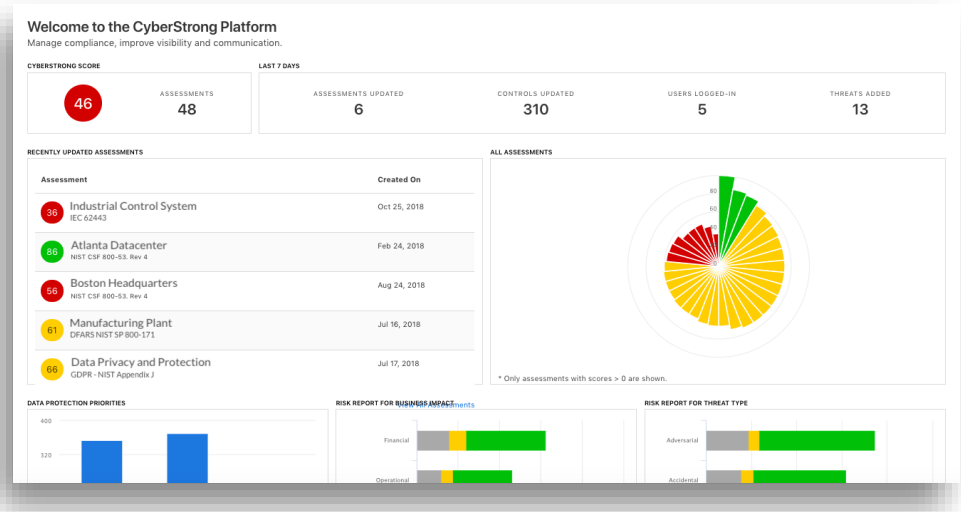 Welcome to the CyberStrong Platform
Manage compliance, improve visibility and communication.
CYBERSTRONG SCORE
46
ASSESSMENTS
48
LAST 7 DAYS
ASSESSMENTS UPDATED
6
CONTROLS UPDATED
310
USERS LOGGED-IN
5
THREATS ADDED
13
RECENTLY UPDATED ASSESSMENTS
Assessment Created On
36 Industrial Control System Oct 25, 2018
IEC 62443
86 Atlanta Datacenter Feb 24, 2018
NIST CSF 800-53. Rev 4
56 Boston Headquarters Aug 24, 2018
NIST CSF 800-53. Rev 4
61 Manufacturing Plant Jul 16, 2018
DFARS NIST SP 800-171
66 Data Privacy and Protection Jul 17, 2018
GDPR - NIST Appendix J
View All Assessments
ALL ASSESSMENTS
80
60
0
* Only assessments with scores > 0 are shown.
DATA PROTECTION PRIORITIES
400
320
RISK REPORT FOR BUSINESS IMPACT
Financial
Operational
RISK REPORT FOR THREAT TYPE
Adversarial
Accidental